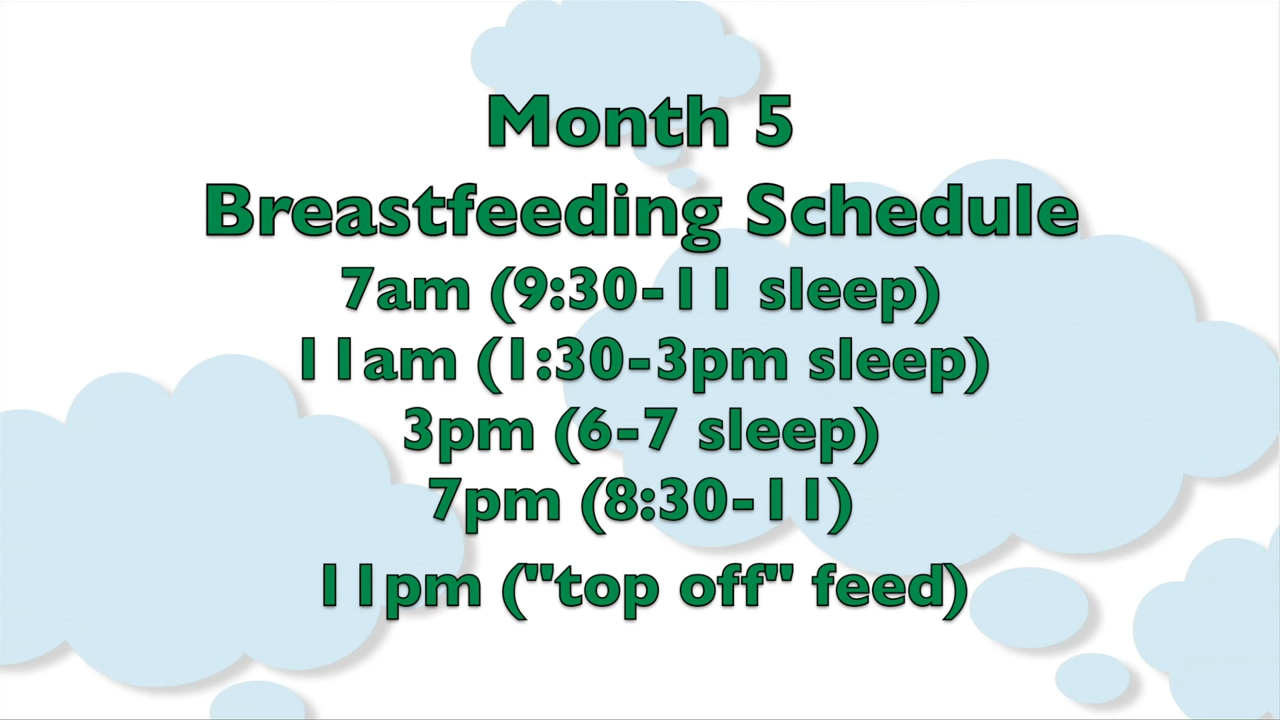 Month 5
Breastfeeding Schedule
7am (9:30-11 sleep)
11am (1:30-3pm sleep)
3pm (6-7 sleep)
7pm (8:30-11)
11pm ("top off" feed)